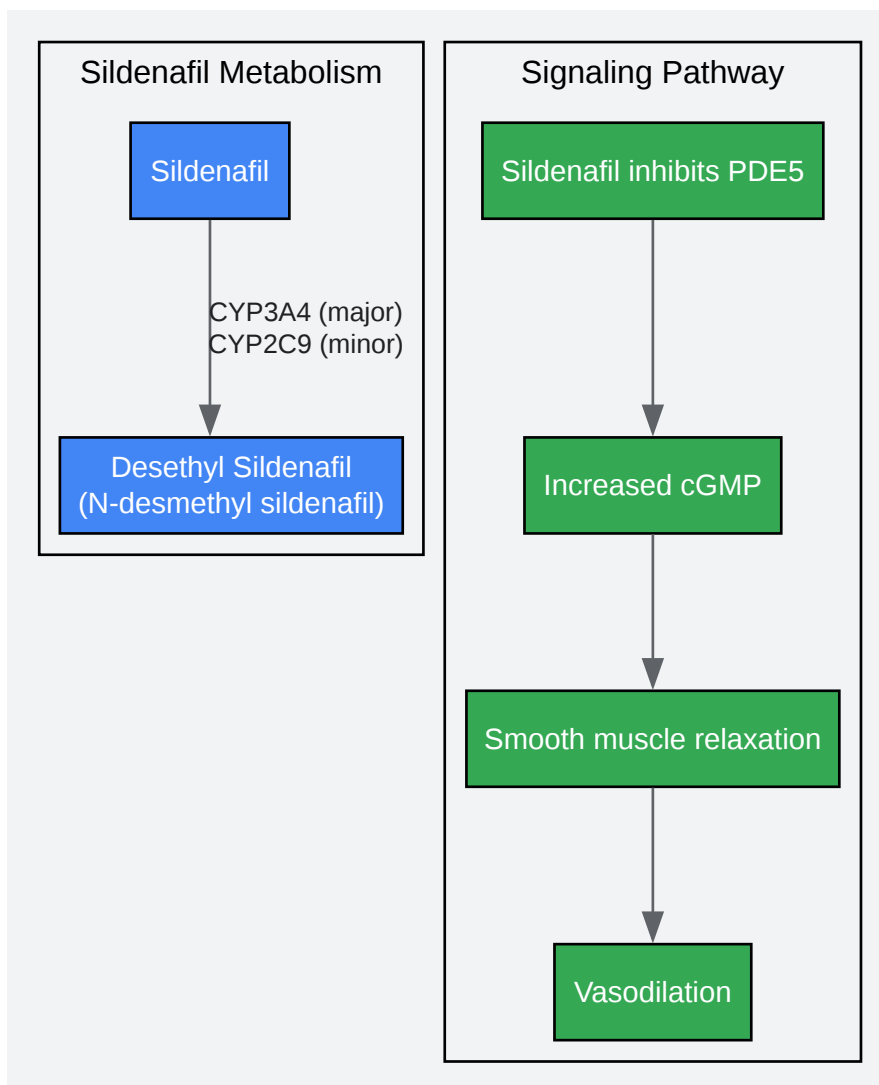 Sildenafil Metabolism
Sildenafil
CYP3A4 (major)
CYP2C9 (minor)
Desethyl Sildenafil
(N-desmethyl sildenafil)
Signaling Pathway
Sildenafil inhibits PDE5
Increased cGMP
Smooth muscle relaxation
Vasodilation